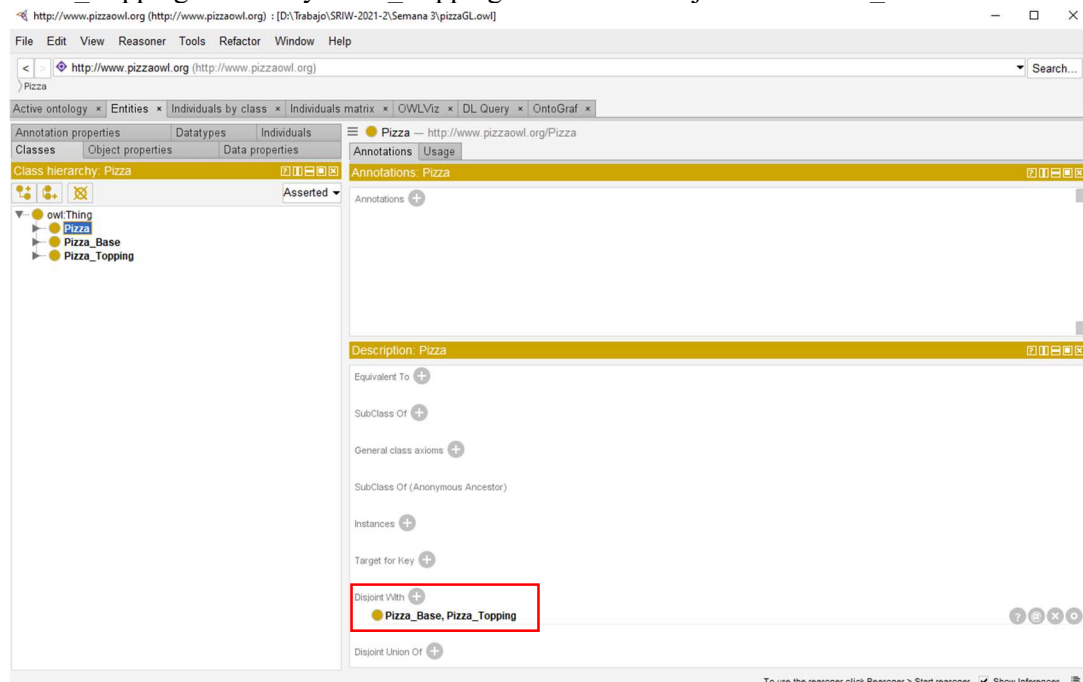 http://www.pizzaowl.org (http://www.pizzaowl.org) : [D:\Trabajo\SRIW-2021-2\Semana 3\pizzaGL.owl]
File Edit View Reasoner Tools Refactor Window Help
< > http://www.pizzaowl.org (http://www.pizzaowl.org) Search...
Pizza
Active ontology × Entities × Individuals by class × Individuals matrix × OWLViz × DL Query × OntoGraf ×
Annotation properties Datatypes Individuals
Classes Object properties Data properties
Class hierarchy: Pizza
Asserted
owl:Thing
Pizza
Pizza_Base
Pizza_Topping
Pizza — http://www.pizzaowl.org/Pizza
Annotations Usage
Annotations: Pizza
Annotations
Description: Pizza
Equivalent To
SubClass Of
General class axioms
SubClass Of (Anonymous Ancestor)
Instances
Target for Key
Disjoint With
Pizza_Base, Pizza_Topping
Disjoint Union Of
To use the reasoner click Reasoner > Start reasoner Show Inferences